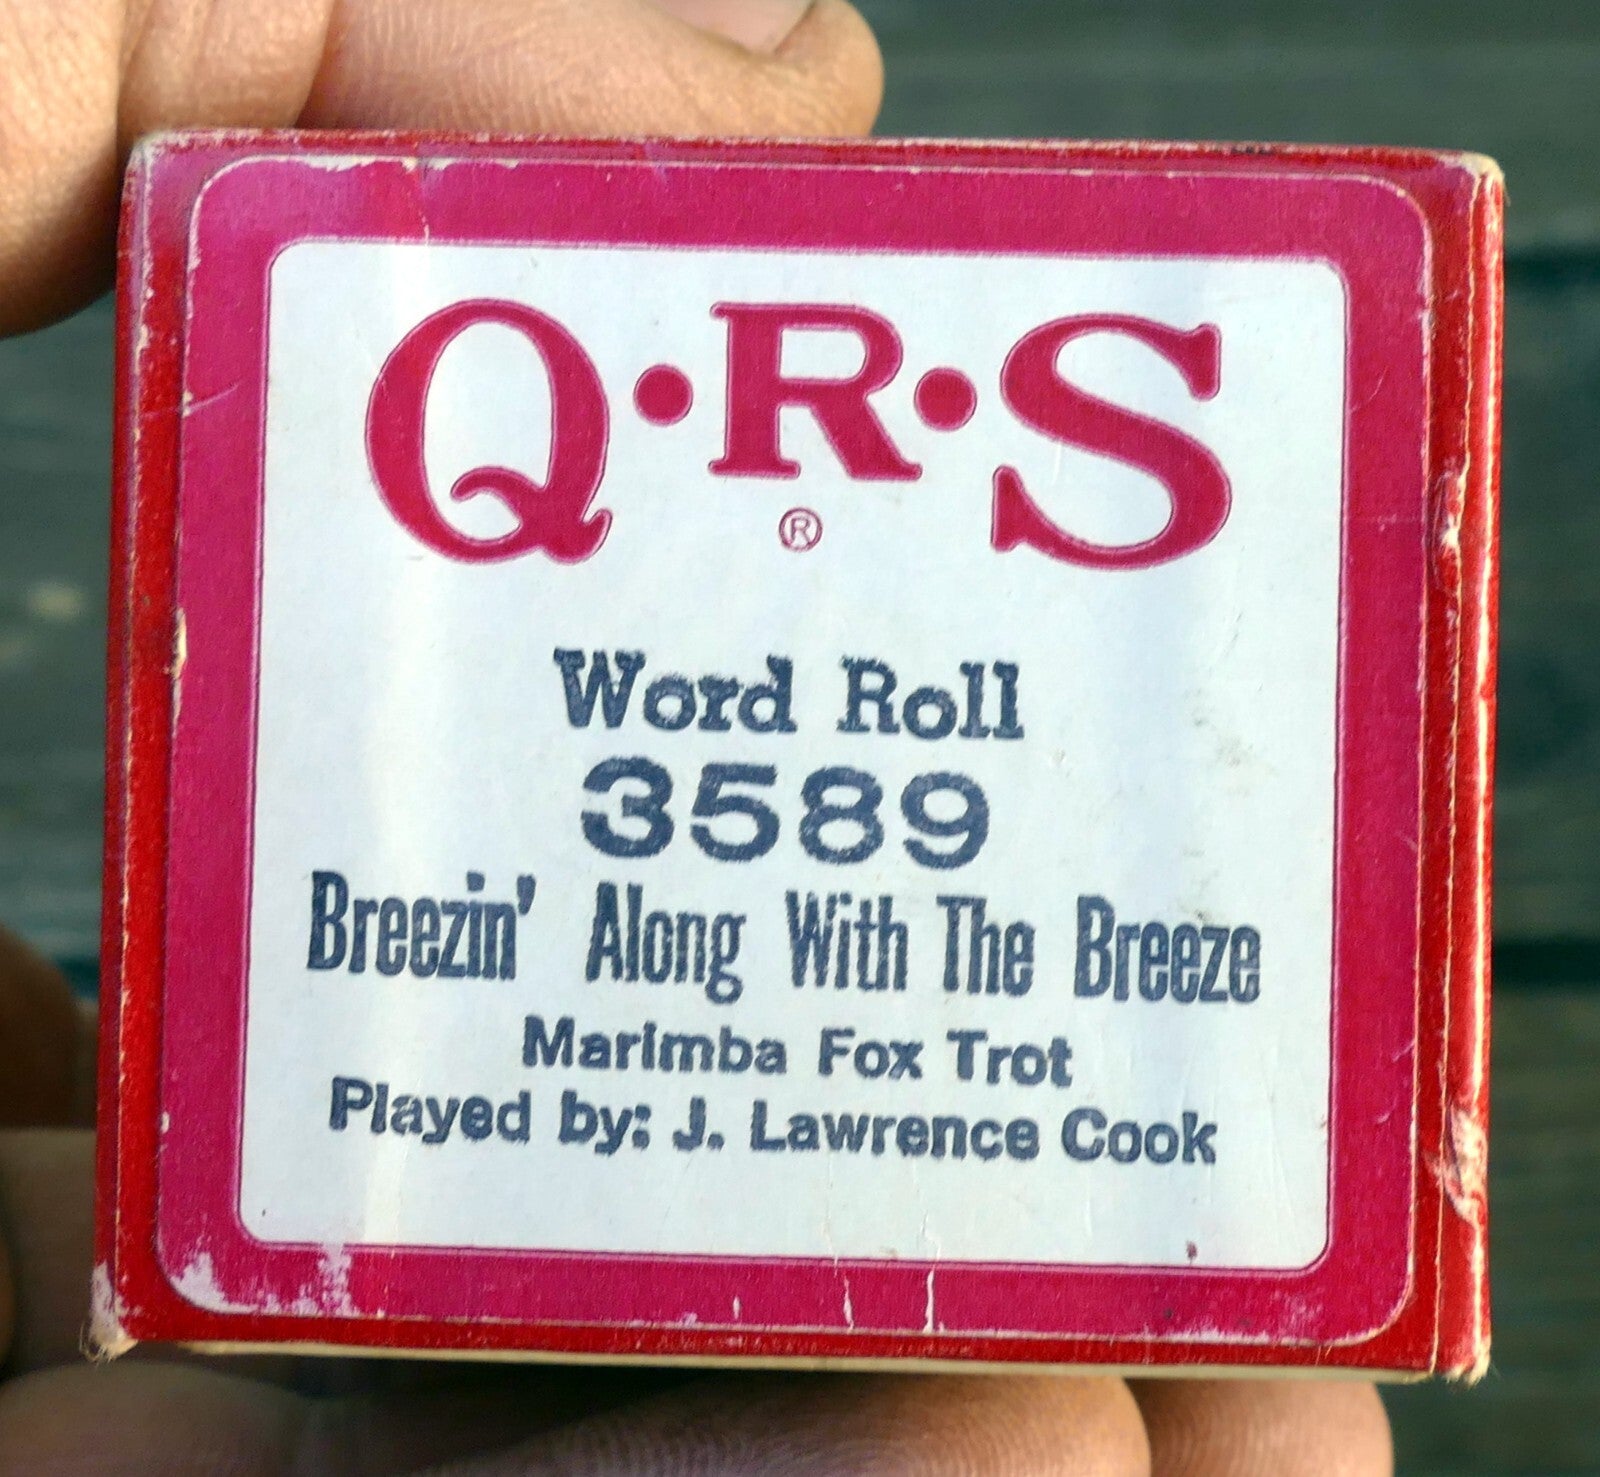 Q·R·S
®
Word Roll
3589
Breezin' Along With The Breeze
Marimba Fox Trot
Played by: J. Lawrence Cook